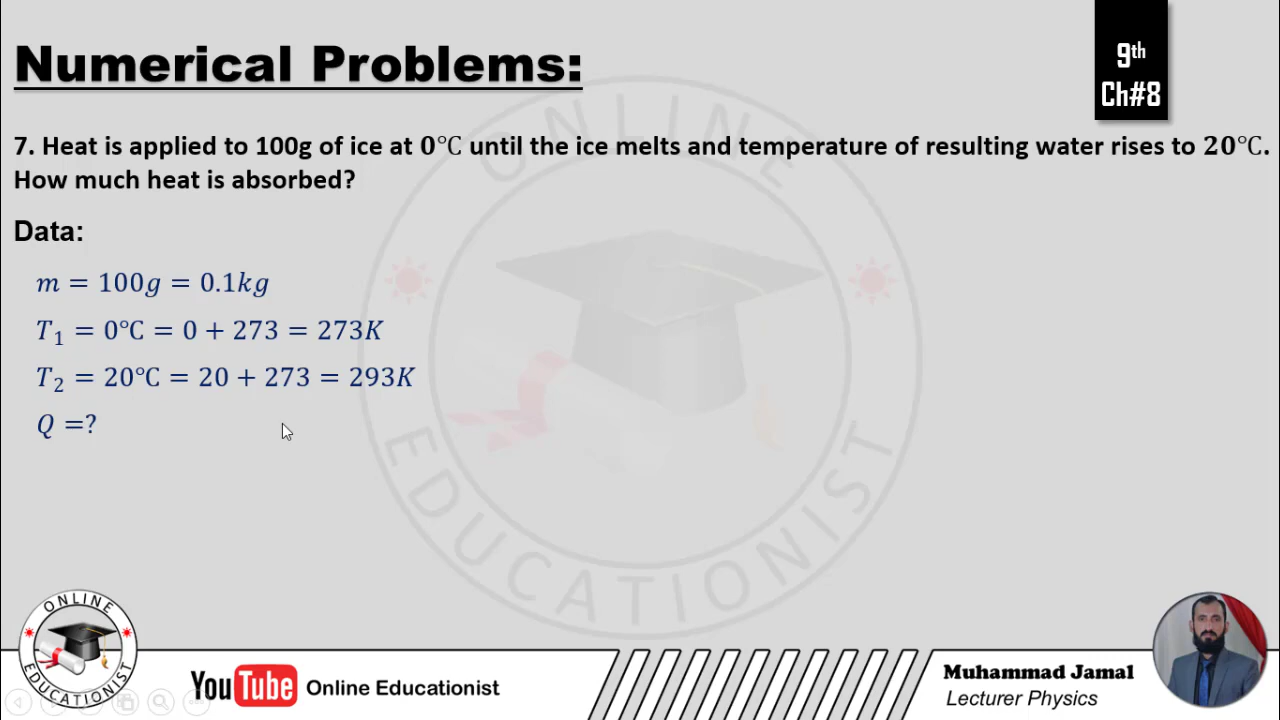 Numerical Problems:
9th
Ch#8
7. Heat is applied to 100g of ice at 0°C until the ice melts and temperature of resulting water rises to 20°C.
How much heat is absorbed?
Data:
m = 100g = 0.1kg
T₁ = 0℃ = 0 + 273 = 273K
T₂ = 20℃ = 20 + 273 = 293K
Q =?
ONLINE
EDUCATIONIST
ONLINE
EDUCATIONIST
YouTube Online Educationist
Muhammad Jamal
Lecturer Physics